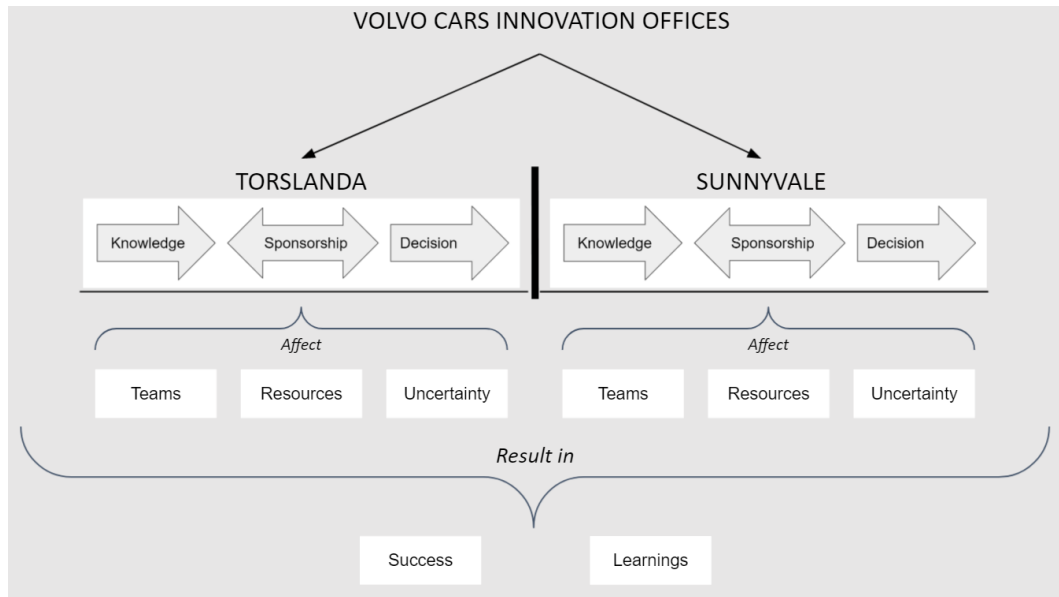 VOLVO CARS INNOVATION OFFICES
TORSLANDA
SUNNYVALE
Knowledge
Sponsorship
Decision
Knowledge
Sponsorship
Decision
Affect
Affect
Teams
Resources
Uncertainty
Teams
Resources
Uncertainty
Result in
Success
Learnings